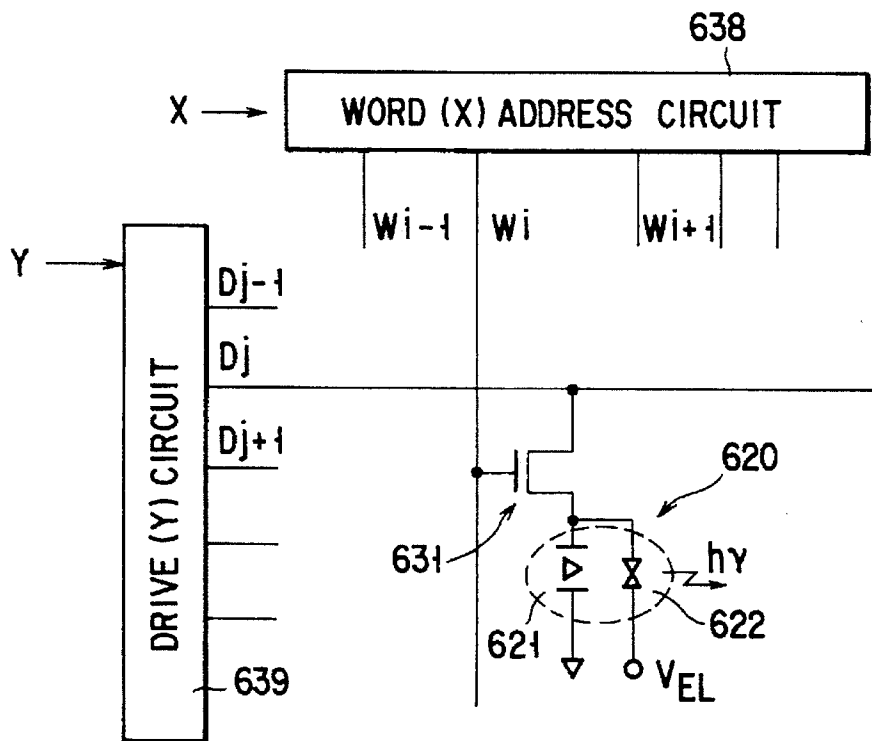 638
X
WORD (X) ADDRESS CIRCUIT
Wi-1
Wi
Wi+1
Y
Dj-1
Dj
Dj+1
DRIVE (Y) CIRCUIT
639
631
620
hγ
621
622
VEL